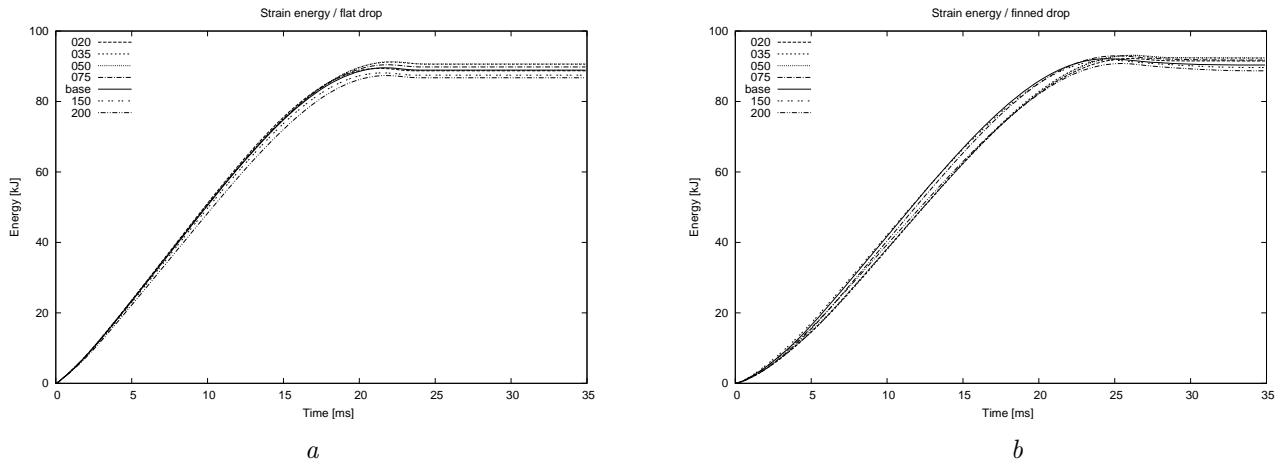 Strain energy / flat drop
100
80
60
40
20
0
Energy [kJ]
020
035
050
075
base
150
200
0 5 10 15 20 25 30 35
Time [ms]
a
Strain energy / finned drop
100
80
60
40
20
0
Energy [kJ]
020
035
050
075
base
150
200
0 5 10 15 20 25 30 35
Time [ms]
b